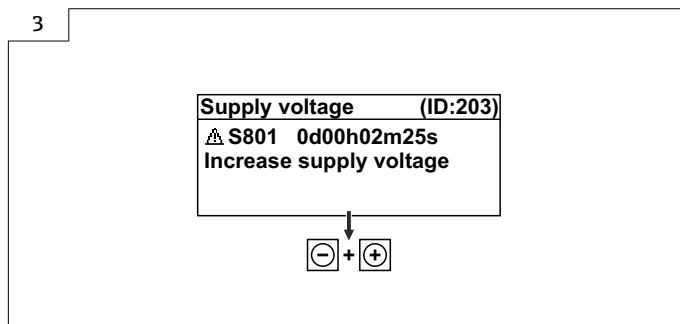 3
Supply voltage (ID:203)
⚠ S801 0d00h02m25s
Increase supply voltage
- + +